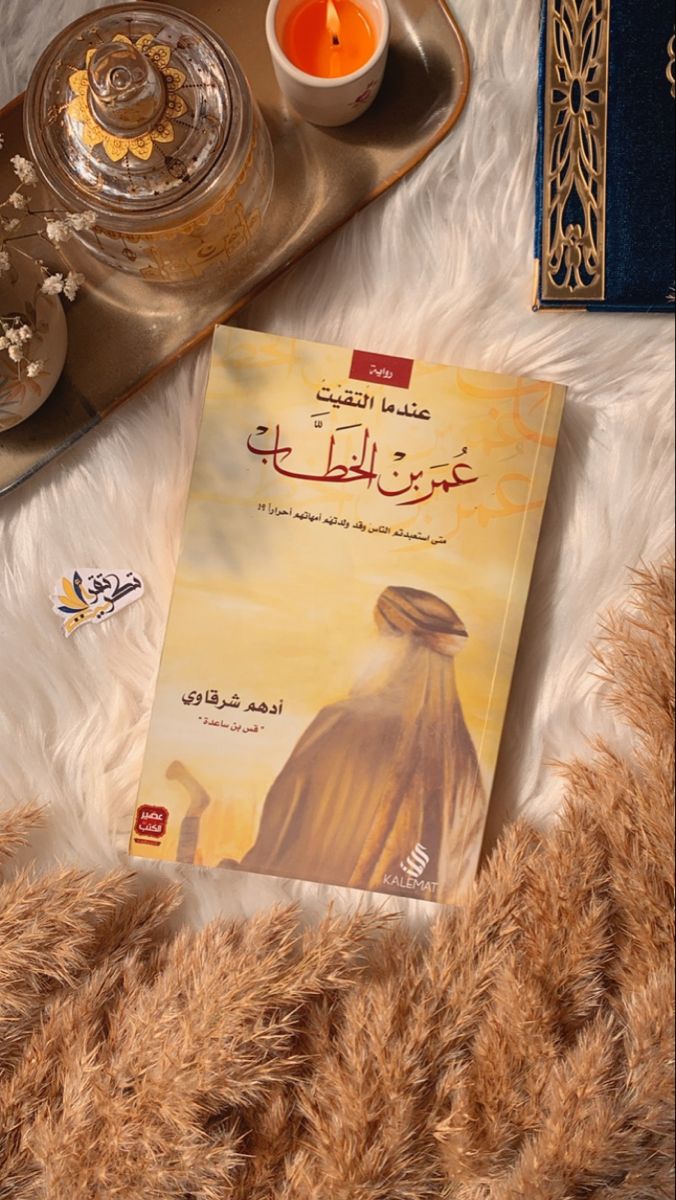 رواية
عندما التقيت
عُمَر بن الخَطَّاب
متى استعبدتم الناس وقد ولدتهم أمهاتهم أحراراً ؟!
أدهم شرقاوي
" قس بن ساعدة "
عصير
الكتب
KALEMAT